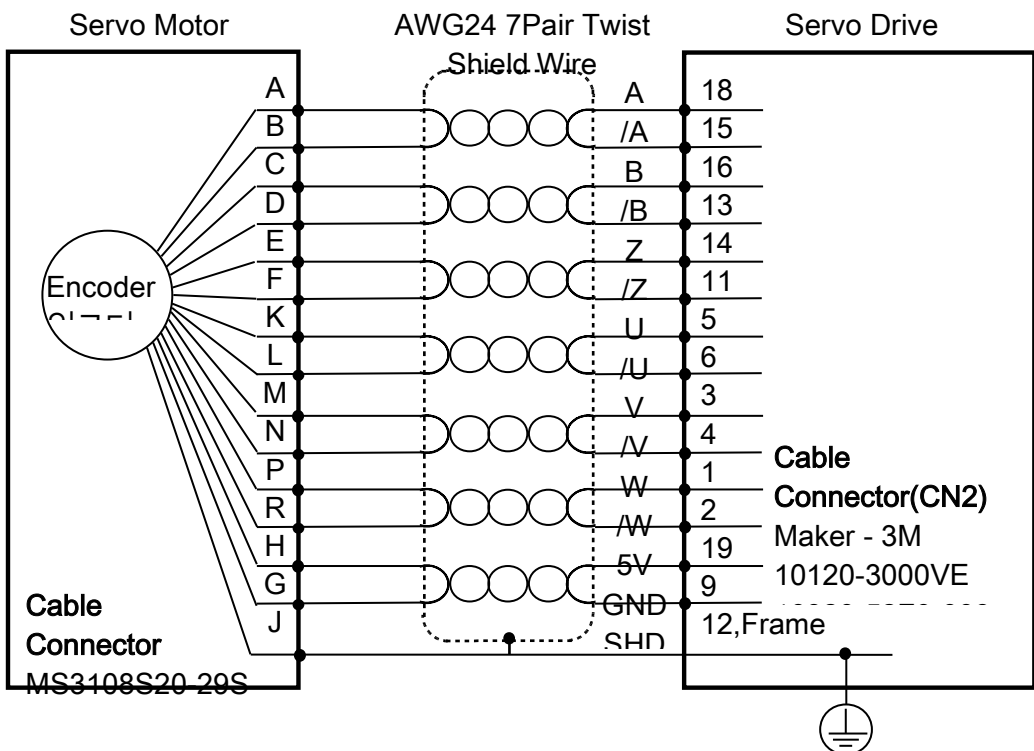 Servo Motor
AWG24 7Pair Twist
Shield Wire
Servo Drive
A
B
C
D
E
F
K
L
M
N
P
R
H
G
J
Encoder
Cable
Connector
MS3108S20-29S
A
/A
B
/B
Z
/Z
U
/U
V
/V
W
/W
5V
GND
SHD
18
15
16
13
14
11
5
6
3
4
1
2
19
9
12,Frame
Cable
Connector(CN2)
Maker - 3M
10120-3000VE